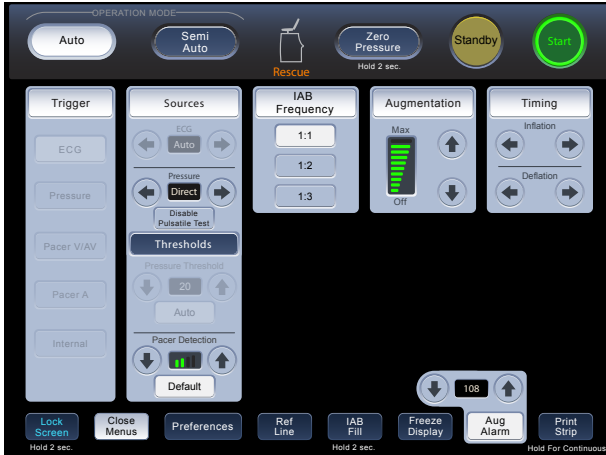 OPERATION MODE
Auto
Semi
Auto
Rescue
Zero
Pressure
Hold 2 sec.
Standby
Start
Trigger
ECG
Pressure
Pacer V/AV
Pacer A
Internal
Sources
ECG
Auto
Pressure
Direct
Disable
Pulsatile Test
Thresholds
Pressure Threshold
20
Auto
Pacer Detection
Default
IAB
Frequency
1:1
1:2
1:3
Augmentation
Max
Off
Timing
Inflation
Deflation
108
Lock
Screen
Hold 2 sec.
Close
Menus
Preferences
Ref
Line
IAB
Fill
Hold 2 sec.
Freeze
Display
Aug
Alarm
Print
Strip
Hold For Continuous